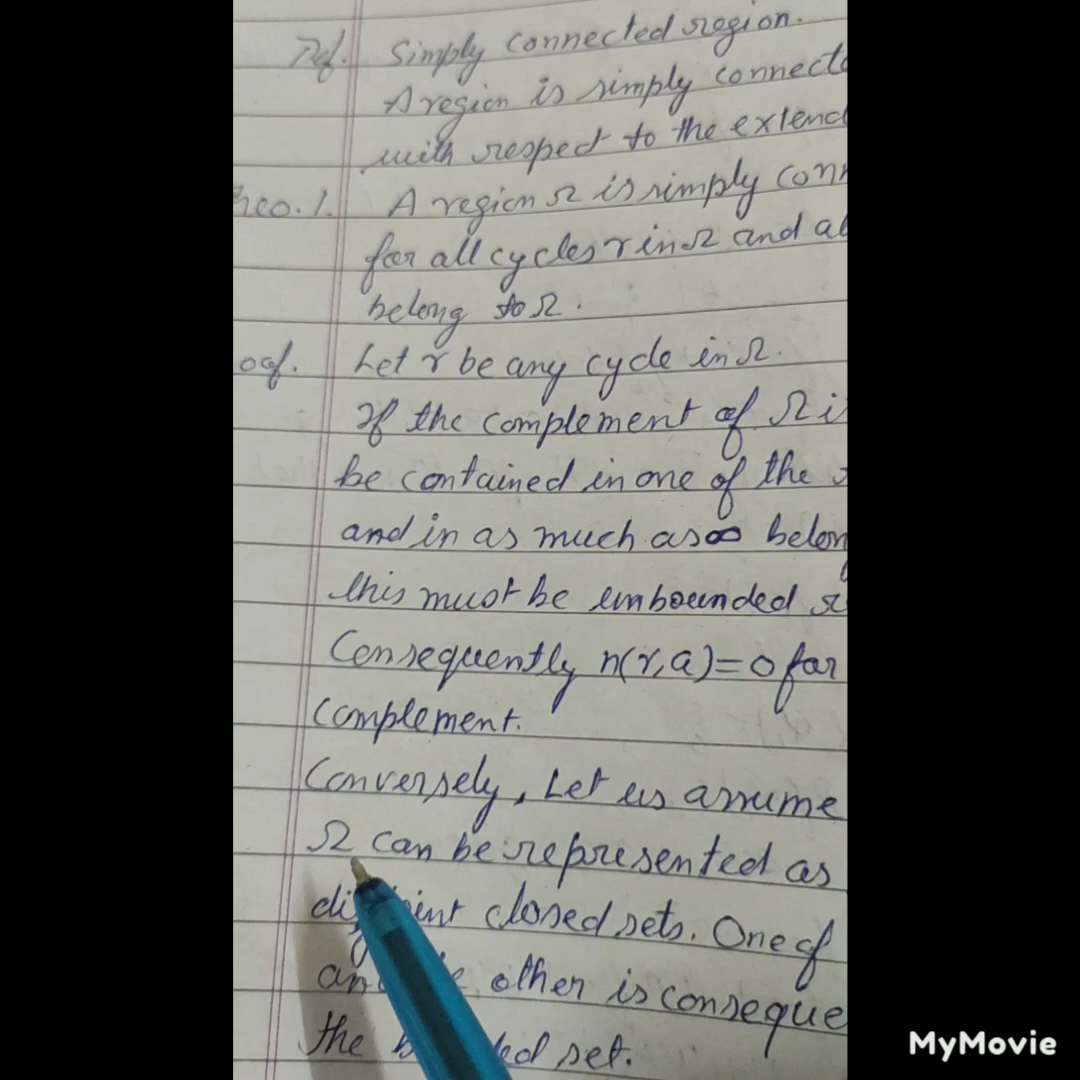 Def. Simply connected region.
A region is simply connecte
with respect to the extend
heo. 1. A region Ω is simply conn
for all cycles γ in Ω and al
belong to Ω.
oof. Let γ be any cycle in Ω.
If the complement of Ω i
be contained in one of the
and in as much as ∞ belon
this must be unbounded
Consequently n(γ, a) = 0 for
complement.
Conversely, Let us assume
Ω can be represented as
closed sets. One of
other is conseque
the set.
MyMovie